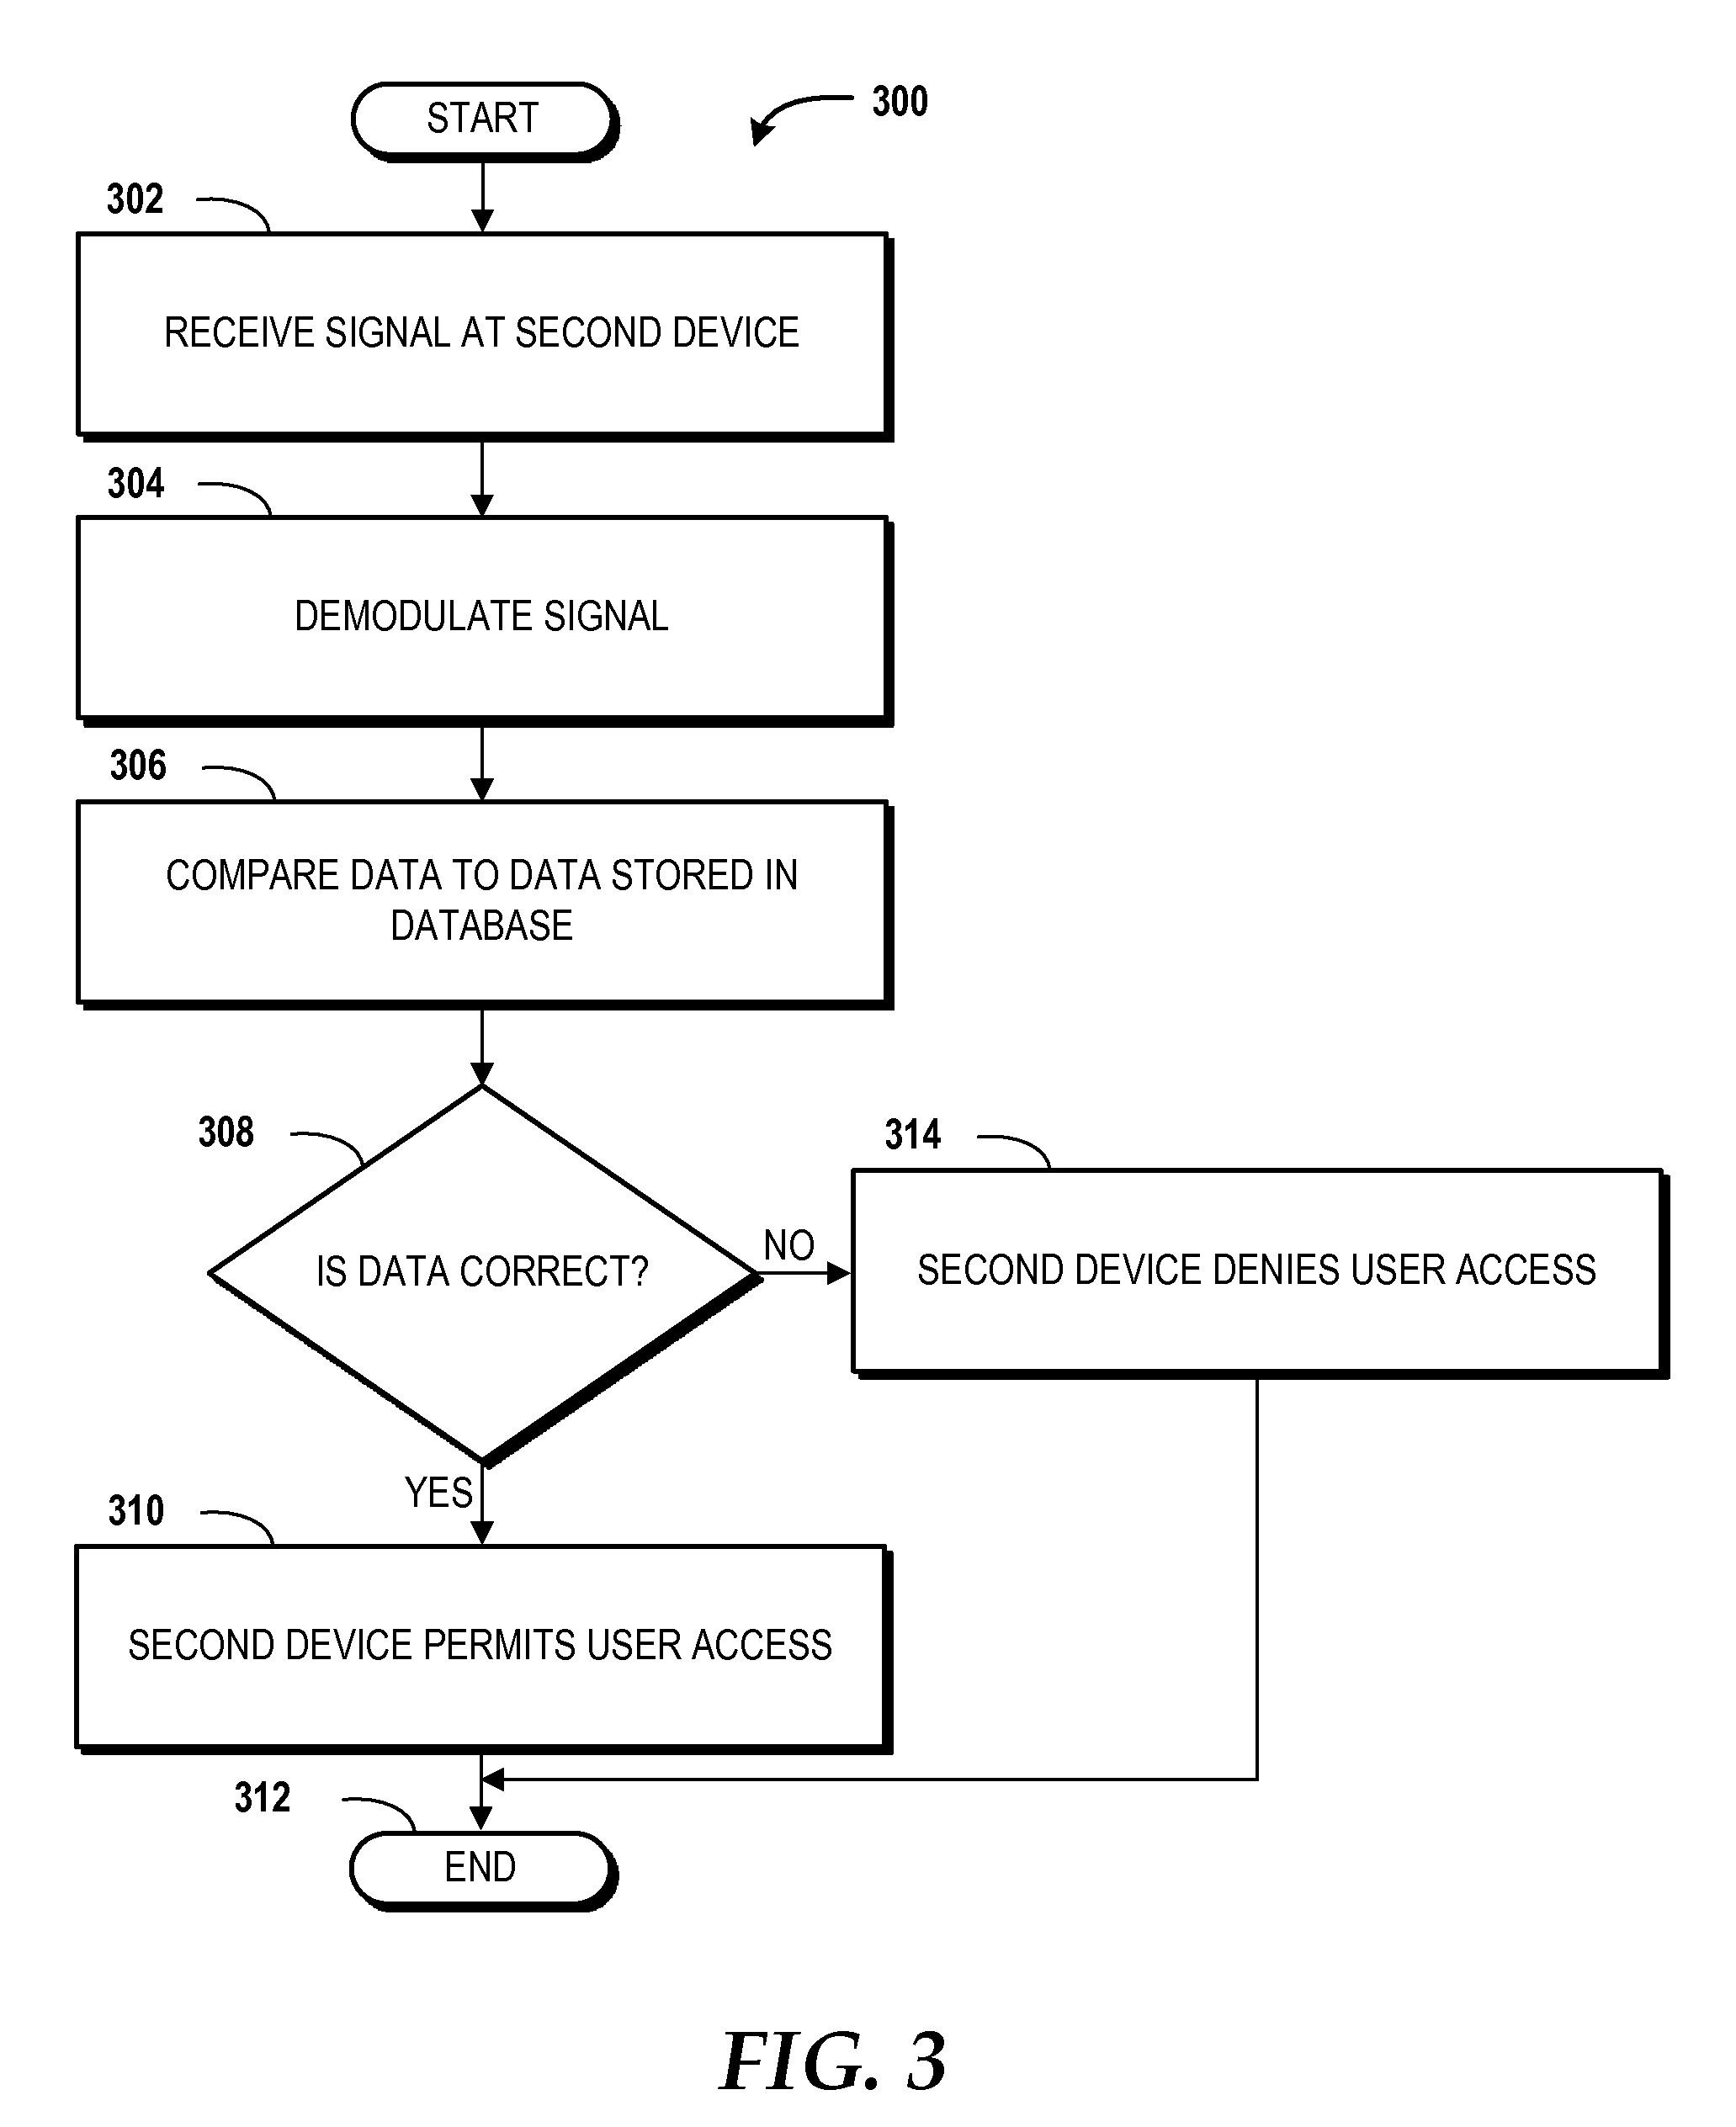 START
300
302
RECEIVE SIGNAL AT SECOND DEVICE
304
DEMODULATE SIGNAL
306
COMPARE DATA TO DATA STORED IN
DATABASE
308
IS DATA CORRECT?
NO
314
SECOND DEVICE DENIES USER ACCESS
YES
310
SECOND DEVICE PERMITS USER ACCESS
312
END
FIG. 3